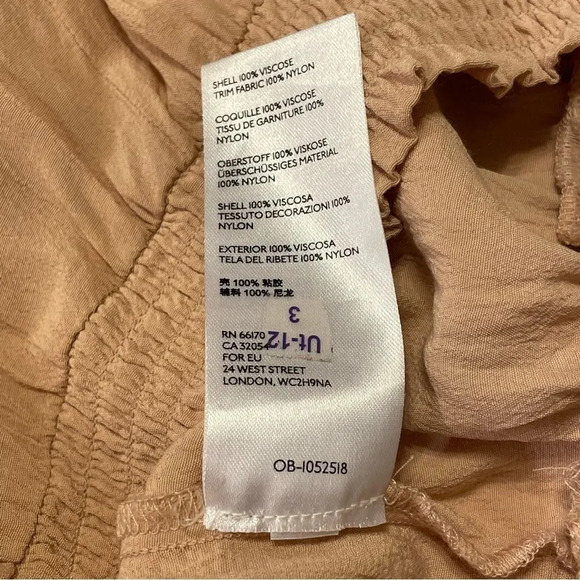 SHELL 100% VISCOSE
TRIM FABRIC 100% NYLON
COQUILLE 100% VISCOSE
TISSU DE GARNITURE 100%
NYLON
OBERSTOFF 100% VISKOSE
ÜBERSCHÜSSIGES MATERIAL
100% NYLON
SHELL 100% VISCOSA
TESSUTO DECORAZIONI 100%
NYLON
EXTERIOR 100% VISCOSA
TELA DEL RIBETE 100% NYLON
壳 100% 粘胶
辅料 100% 尼龙
3
Ut-12
RN 66170
CA 32054
FOR EU
24 WEST STREET
LONDON, WC2H9NA
OB-1052518